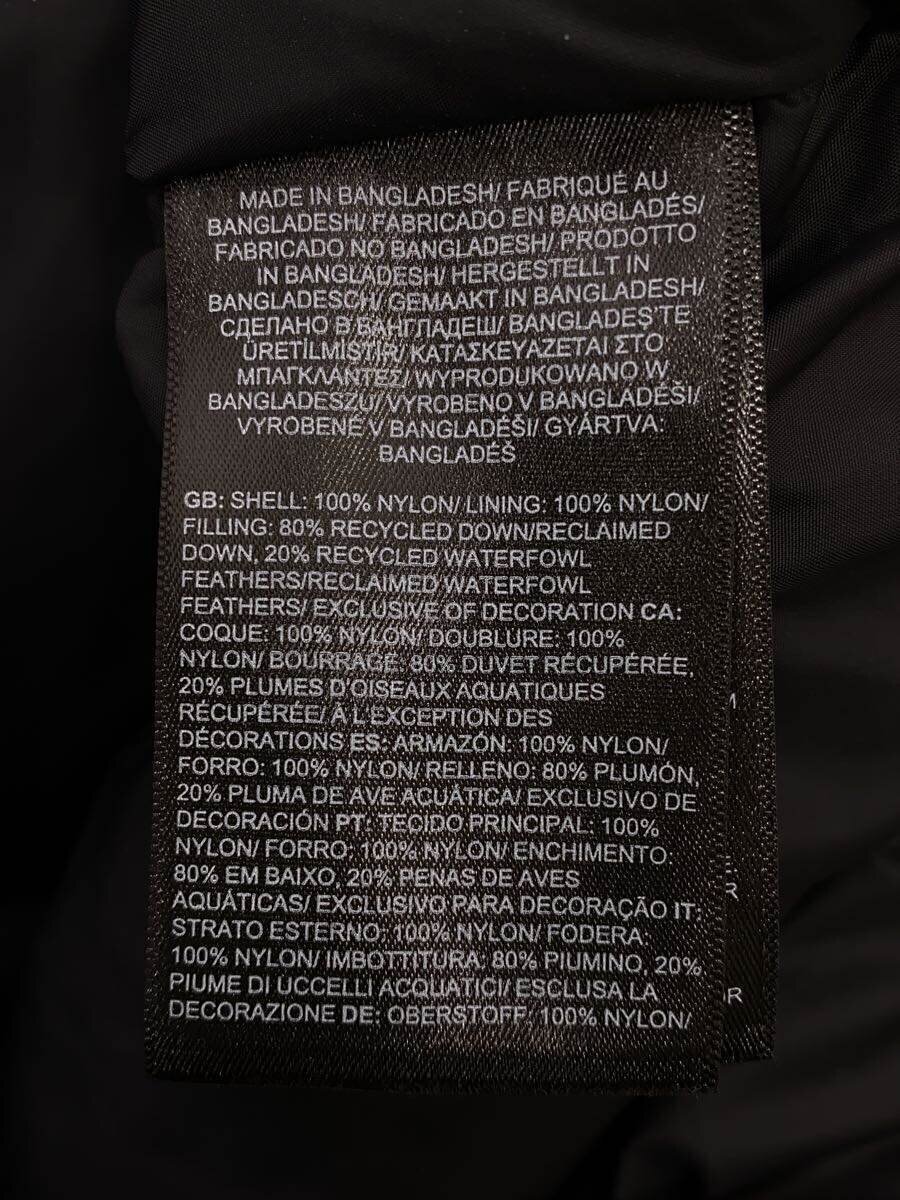 MADE IN BANGLADESH/ FABRIQUÉ AU
BANGLADESH/ FABRICADO EN BANGLADÉS/
FABRICADO NO BANGLADESH/ PRODOTTO
IN BANGLADESH/ HERGESTELLT IN
BANGLADESCH/ GEMAAKT IN BANGLADESH/
СДЕЛАНО В БАНГЛАДЕШ/ BANGLADEŞ'TE
ÜRETİLMİŞTİR/ ΚΑΤΑΣΚΕΥΑΖΕΤΑΙ ΣΤΟ
ΜΠΑΓΚΛΑΝΤΕΣ/ WYPRODUKOWANO W
BANGLADESZU/ VYROBENO V BANGLADÉŠI/
VYROBENÉ V BANGLADÉŠI/ GYÁRTVA:
BANGLADÉŠ
GB: SHELL: 100% NYLON/ LINING: 100% NYLON/
FILLING: 80% RECYCLED DOWN/RECLAIMED
DOWN, 20% RECYCLED WATERFOWL
FEATHERS/RECLAIMED WATERFOWL
FEATHERS/ EXCLUSIVE OF DECORATION CA:
COQUE: 100% NYLON/ DOUBLURE: 100%
NYLON/ BOURRAGE: 80% DUVET RÉCUPÉRÉE,
20% PLUMES D'OISEAUX AQUATIQUES
RÉCUPÉRÉE/ À L'EXCEPTION DES
DÉCORATIONS ES: ARMAZÓN: 100% NYLON/
FORRO: 100% NYLON/ RELLENO: 80% PLUMÓN,
20% PLUMA DE AVE ACUÁTICA/ EXCLUSIVO DE
DECORACIÓN PT: TECIDO PRINCIPAL: 100%
NYLON/ FORRO: 100% NYLON/ ENCHIMENTO:
80% EM BAIXO, 20% PENAS DE AVES
AQUÁTICAS/ EXCLUSIVO PARA DECORAÇÃO IT:
STRATO ESTERNO: 100% NYLON/ FODERA:
100% NYLON/ IMBOTTITURA: 80% PIUMINO, 20%
PIUME DI UCCELLI ACQUATICI/ ESCLUSA LA
DECORAZIONE DE: OBERSTOFF: 100% NYLON/